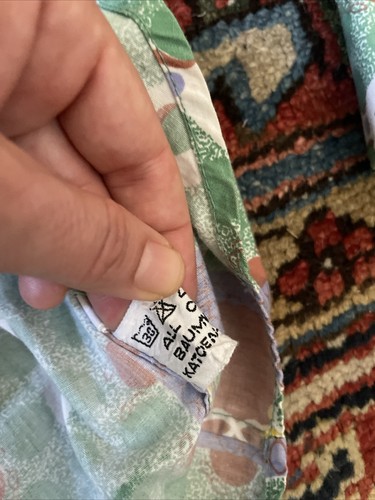 30°
ALL C
BAUMW
KATOEN